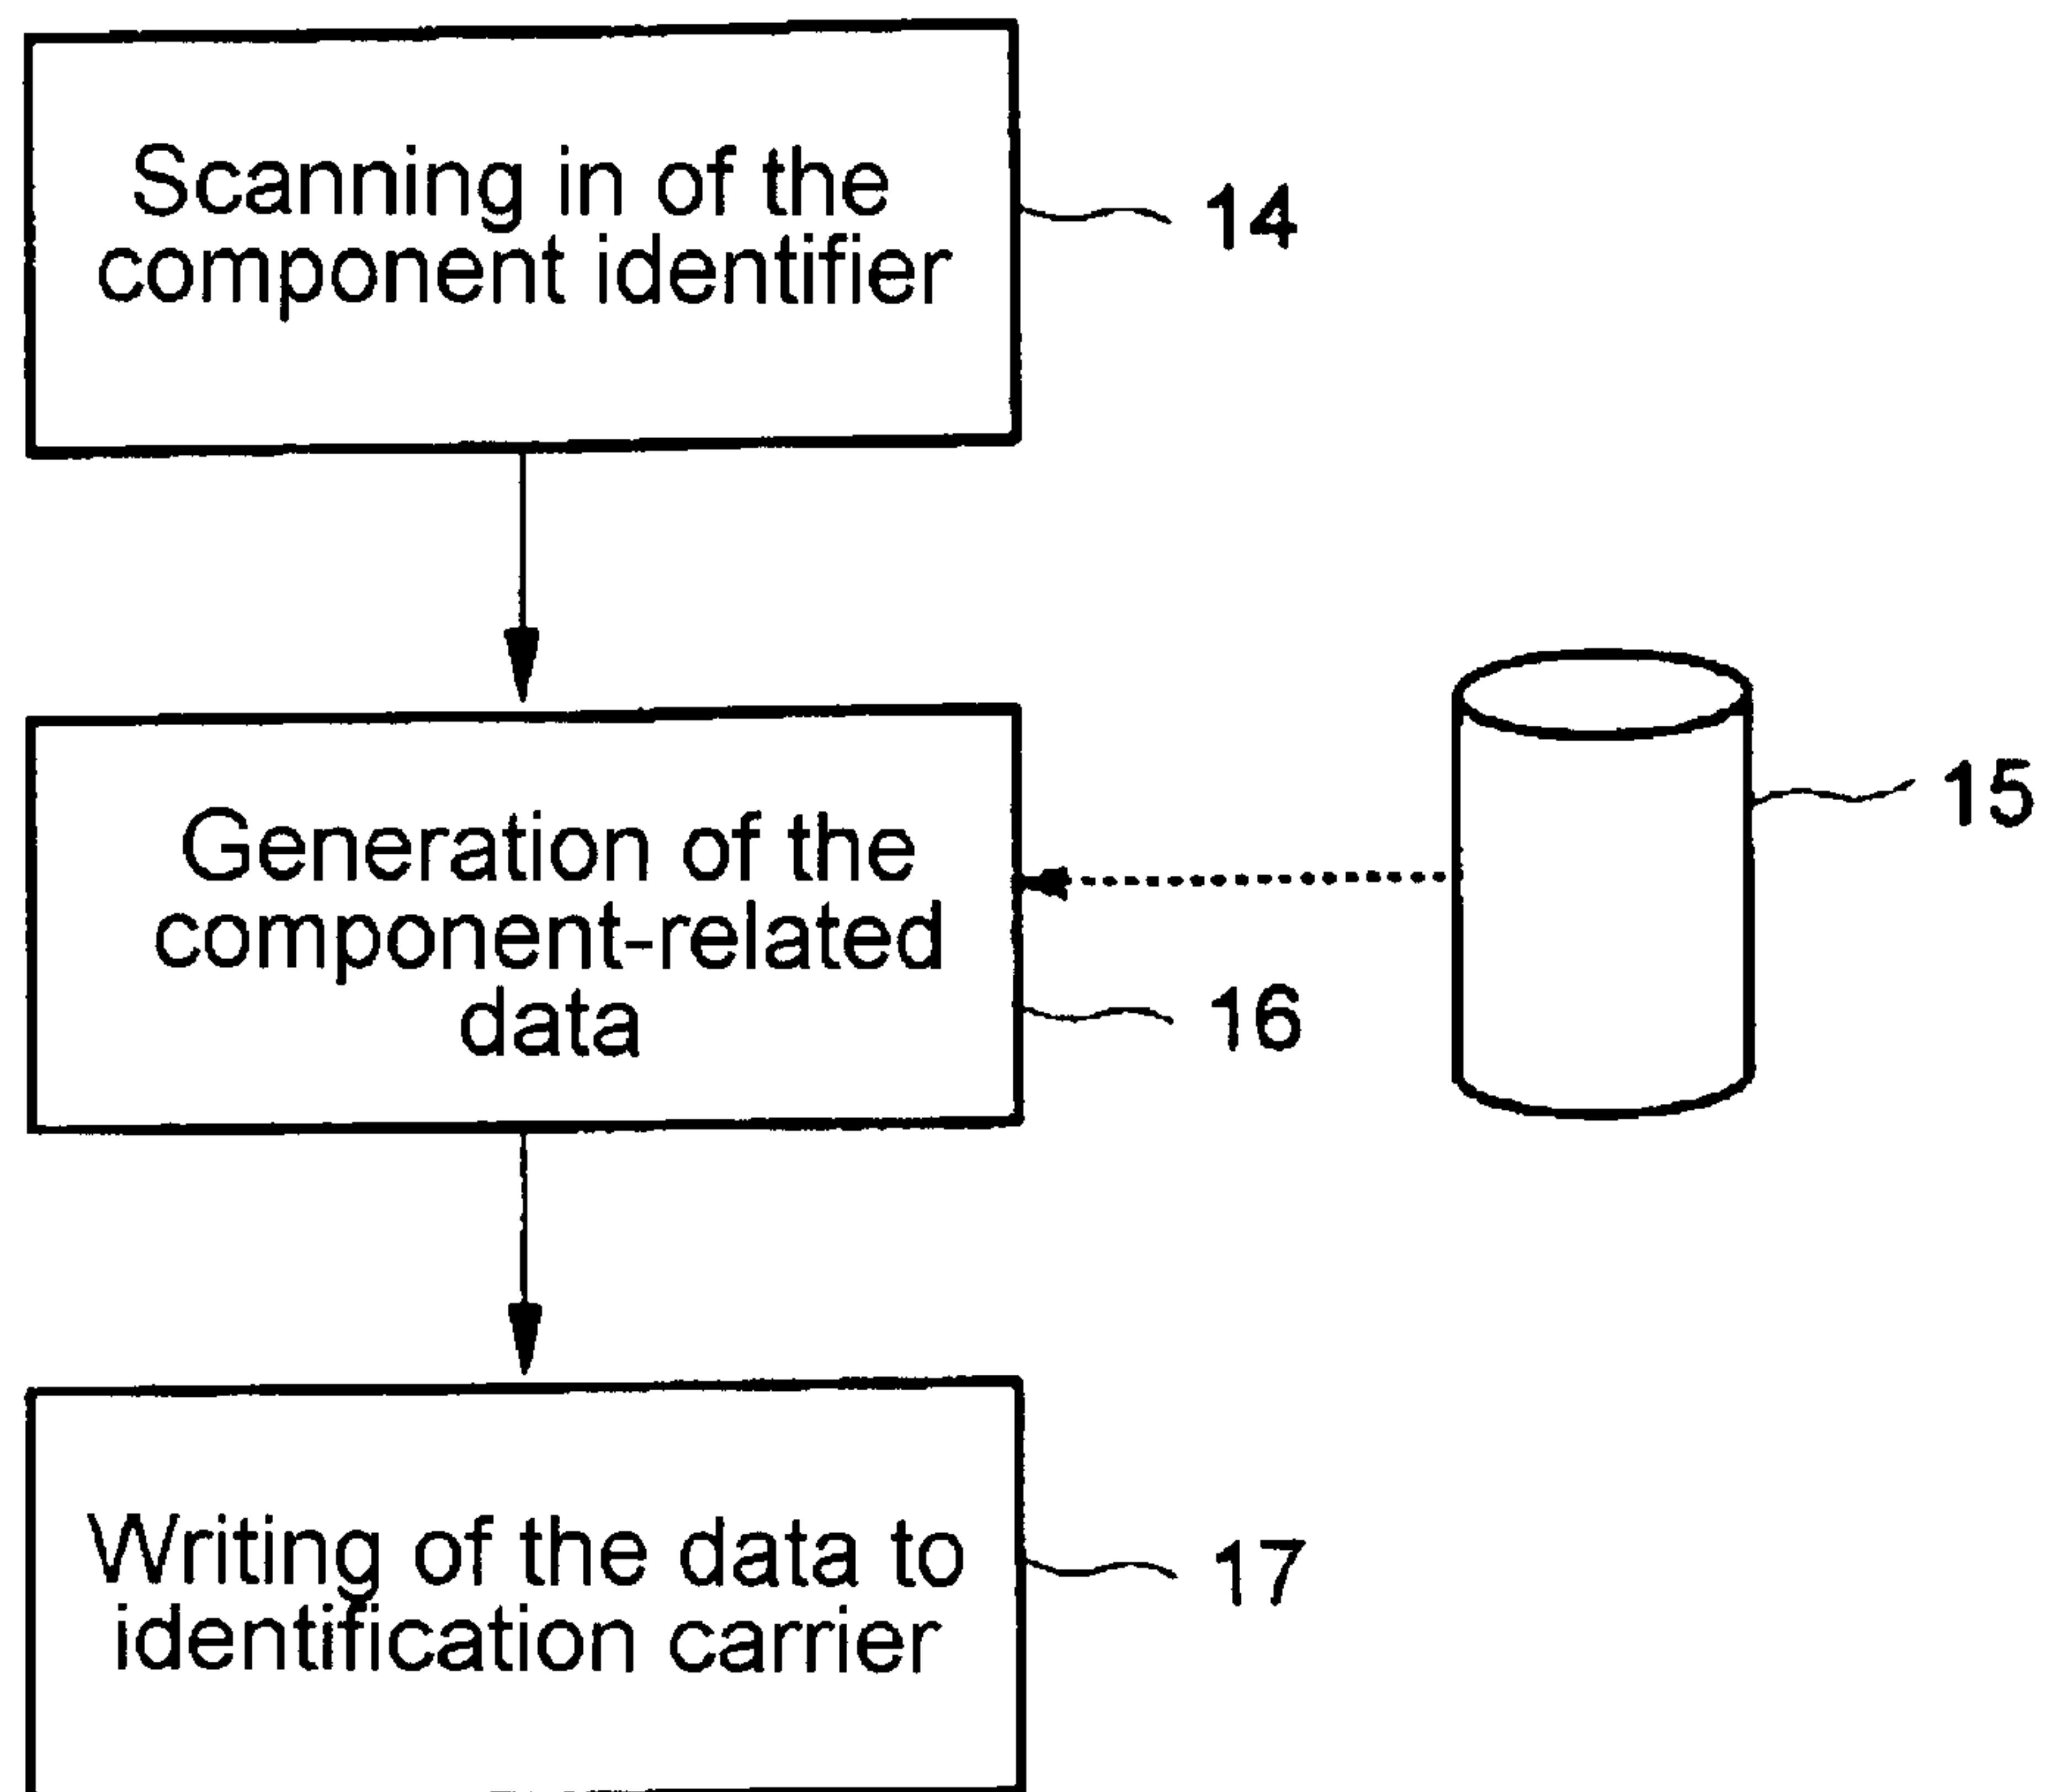 Scanning in of the
component identifier
14
Generation of the
component-related
data
15
16
Writing of the data to
identification carrier
17